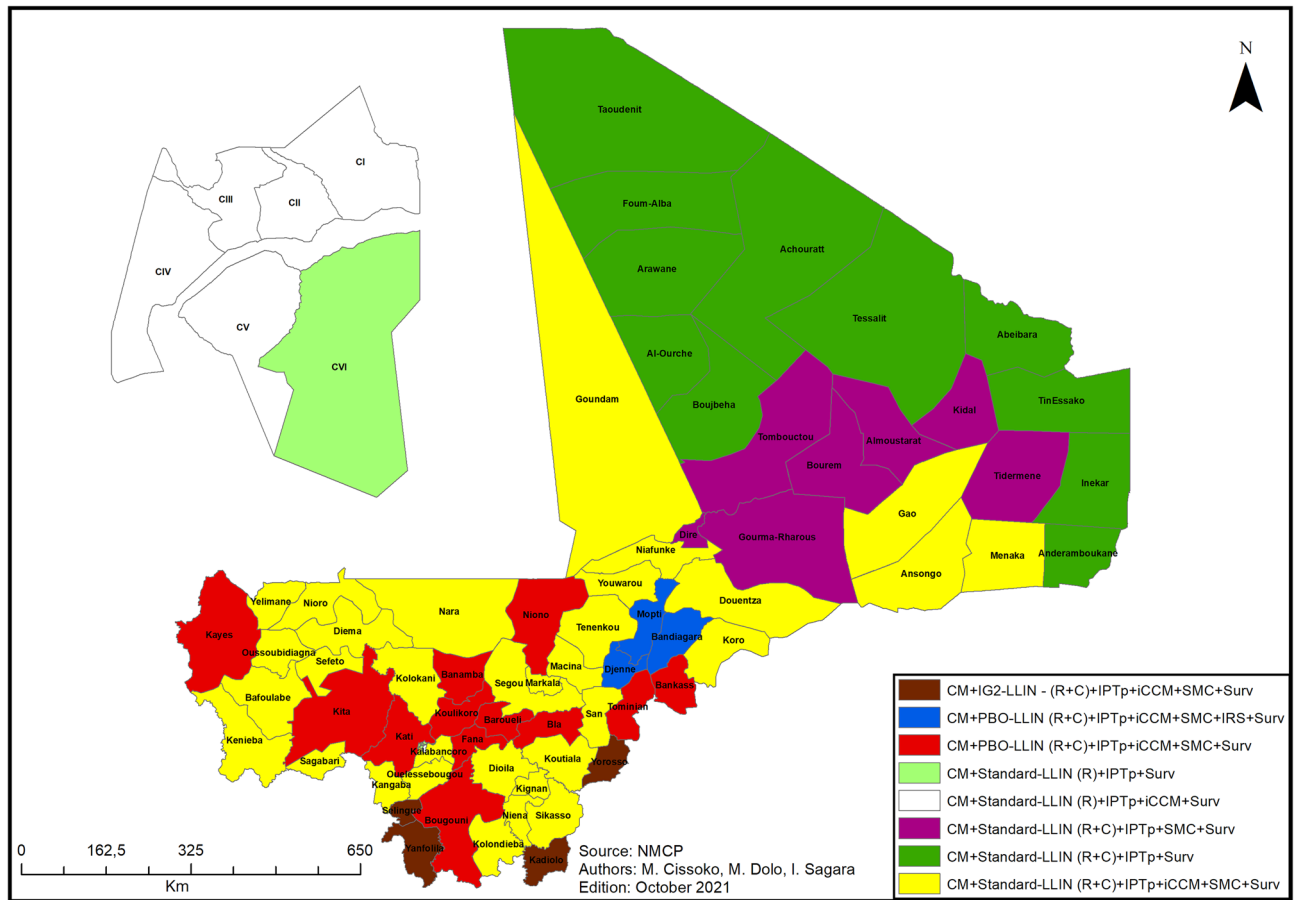 N
Taoudenit
CI
CIII
CII
Foum-Alba
Achouratt
Arawane
CIV
Tessalit
CV
Abeibara
Al-Ourche
CVI
Goundam
Boujbeha
TinEssako
Kidal
Tombouctou
Almoustarat
Bourem
Tidermene
Inekar
Gao
Dire
Gourma-Rharous
Niafunke
Anderamboukane
Menaka
Ansongo
Youwarou
Yelimane
Nioro
Nara
Niono
Douentza
Mopti
Kayes
Diema
Tenenkou
Bandiagara
Koro
Oussoubidiagna
Sefeto
Macina
Djenne
Kolokani
Banamba
Segou
Markala
Bankass
Bafoulabe
Kita
Koulikoro
Baroueli
Bla
San
Tominian
Kenieba
Kati
Fana
Kalabancoro
Sagabari
Ouelessebougou
Dioila
Koutiala
Yorosso
Kangaba
Kignan
Selingue
Bougouni
Niena
Sikasso
Yanfolila
Kolondieba
Kadiolo
0 162,5 325 650
Km
Source: NMCP
Authors: M. Cissoko, M. Dolo, I. Sagara
Edition: October 2021
CM+IG2-LLIN - (R+C)+IPTp+iCCM+SMC+Surv
CM+PBO-LLIN (R+C)+IPTp+iCCM+SMC+IRS+Surv
CM+PBO-LLIN (R+C)+IPTp+iCCM+SMC+Surv
CM+Standard-LLIN (R)+IPTp+Surv
CM+Standard-LLIN (R)+IPTp+iCCM+Surv
CM+Standard-LLIN (R+C)+IPTp+SMC+Surv
CM+Standard-LLIN (R+C)+IPTp+Surv
CM+Standard-LLIN (R+C)+IPTp+iCCM+SMC+Surv